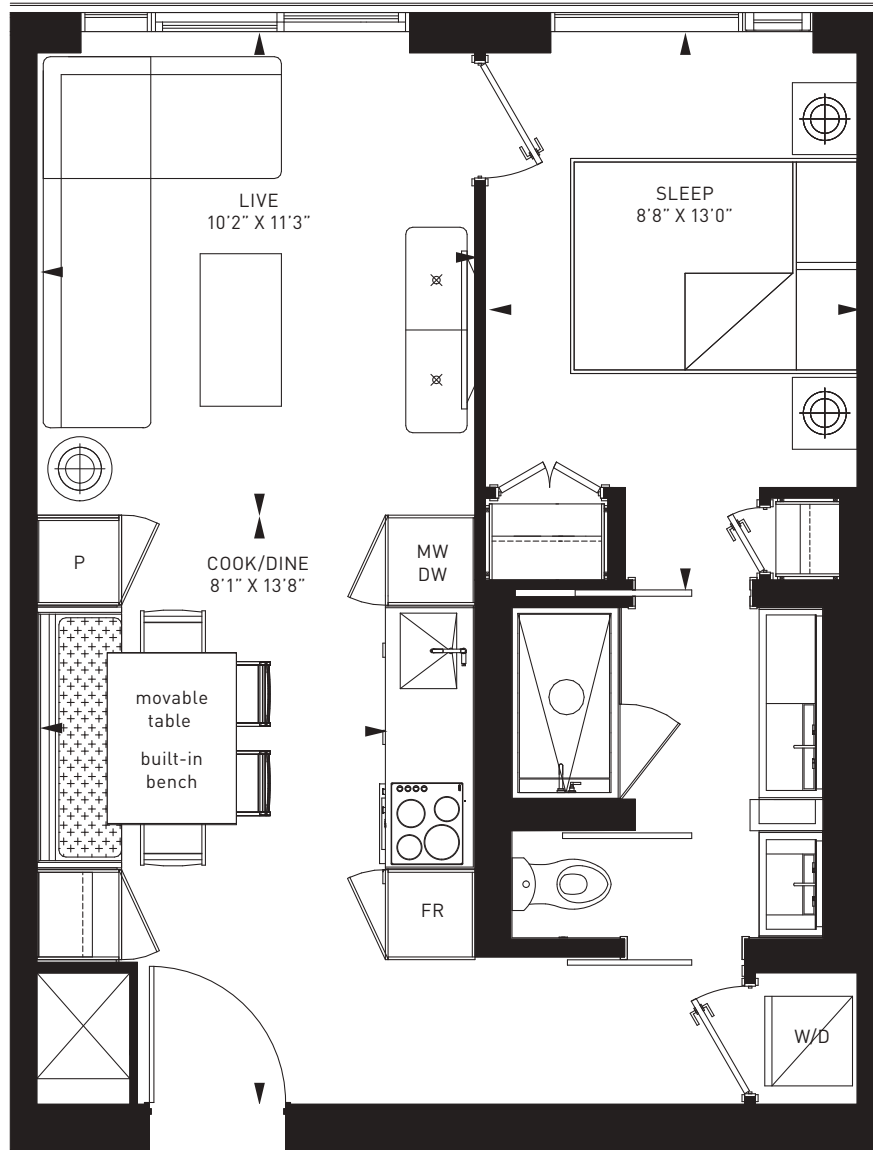 LIVE
10’2” X 11’3”
SLEEP
8’8” X 13’0”
P
COOK/DINE
8’1” X 13’8”
MW
DW
movable
table
built-in
bench
FR
W/D